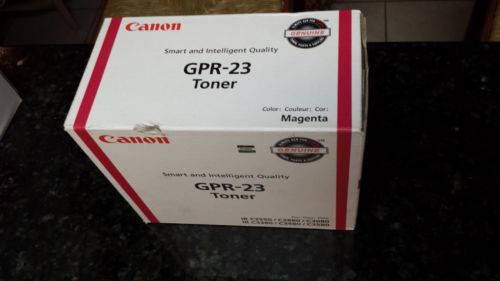 Canon
GENUINE
Smart and Intelligent Quality
GPR-23
Toner
Color: Couleur: Cor:
Magenta
Canon
GENUINE
Smart and Intelligent Quality
GPR-23
Toner